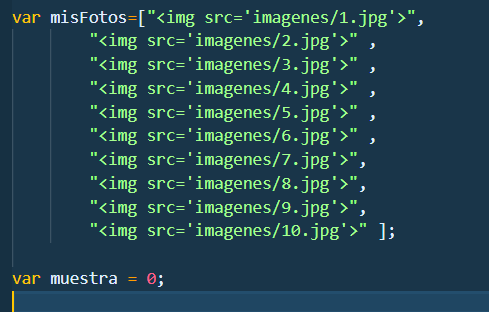 var misFotos=["<img src='imagenes/1.jpg'>",
"<img src='imagenes/2.jpg'>" ,
"<img src='imagenes/3.jpg'>" ,
"<img src='imagenes/4.jpg'>" ,
"<img src='imagenes/5.jpg'>" ,
"<img src='imagenes/6.jpg'>" ,
"<img src='imagenes/7.jpg'>",
"<img src='imagenes/8.jpg'>",
"<img src='imagenes/9.jpg'>",
"<img src='imagenes/10.jpg'>" ];
var muestra = 0;